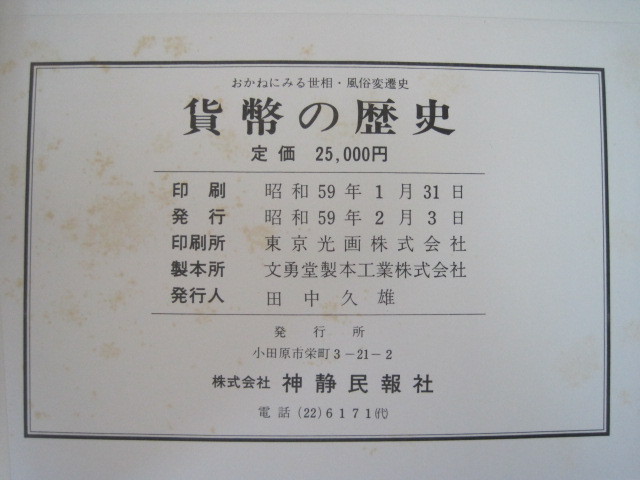 おかねにみる世相・風俗変遷史
貨幣の歴史
定価 25,000円
印刷 昭和59年1月31日
発行 昭和59年2月3日
印刷所 東京光画株式会社
製本所 文勇堂製本工業株式会社
発行人 田中久雄
発行所
小田原市栄町3-21-2
株式会社 神静民報社
電話(22)6171(代)